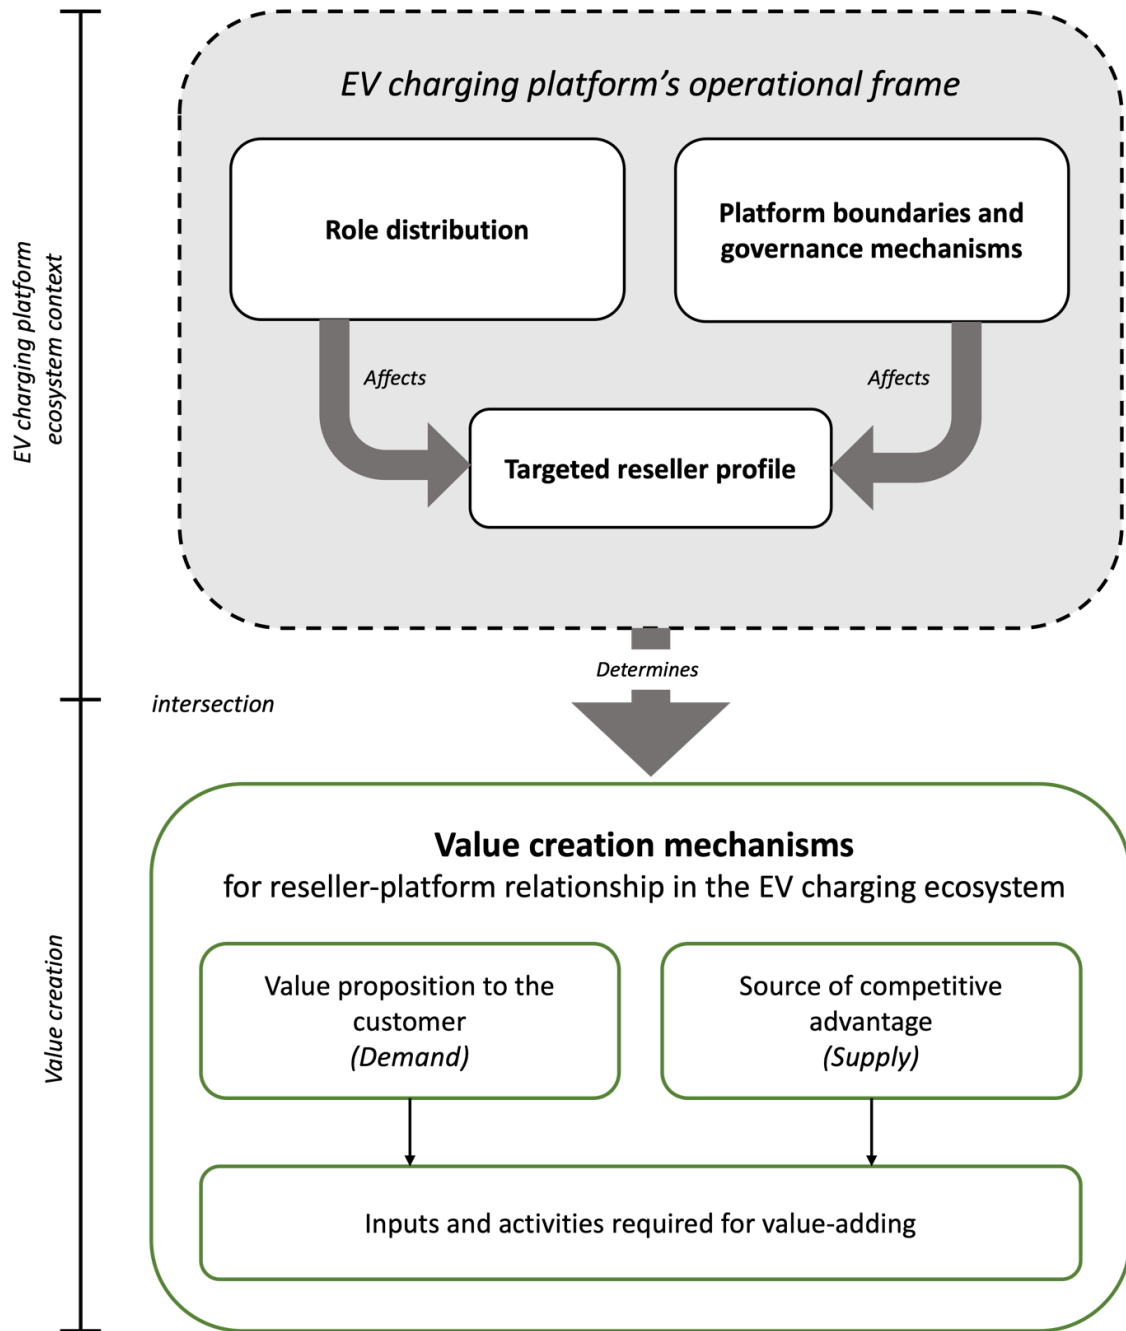 EV charging platform's operational frame
Role distribution
Platform boundaries and
governance mechanisms
Affects
Affects
Targeted reseller profile
EV charging platform
ecosystem context
Determines
intersection
Value creation mechanisms
for reseller-platform relationship in the EV charging ecosystem
Value proposition to the
customer
(Demand)
Source of competitive
advantage
(Supply)
Value creation
Inputs and activities required for value-adding